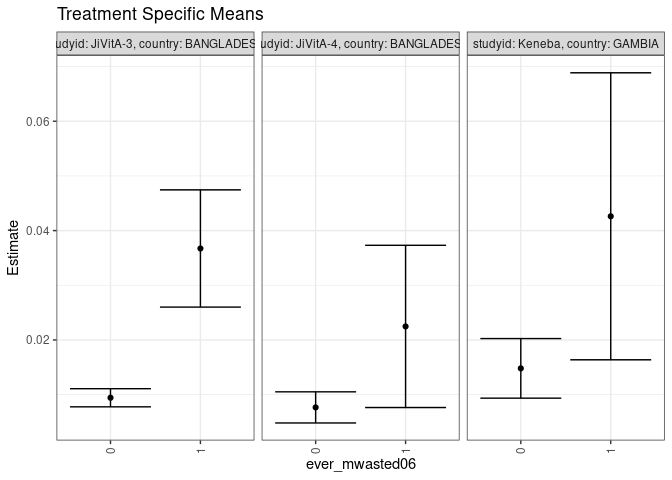 Treatment Specific Means
udyid: JiVitA-3, country: BANGLADES
udyid: JiVitA-4, country: BANGLADES
studyid: Keneba, country: GAMBIA
0.06
0.04
0.02
Estimate
0 1 0 1 0 1
ever_mwasted06